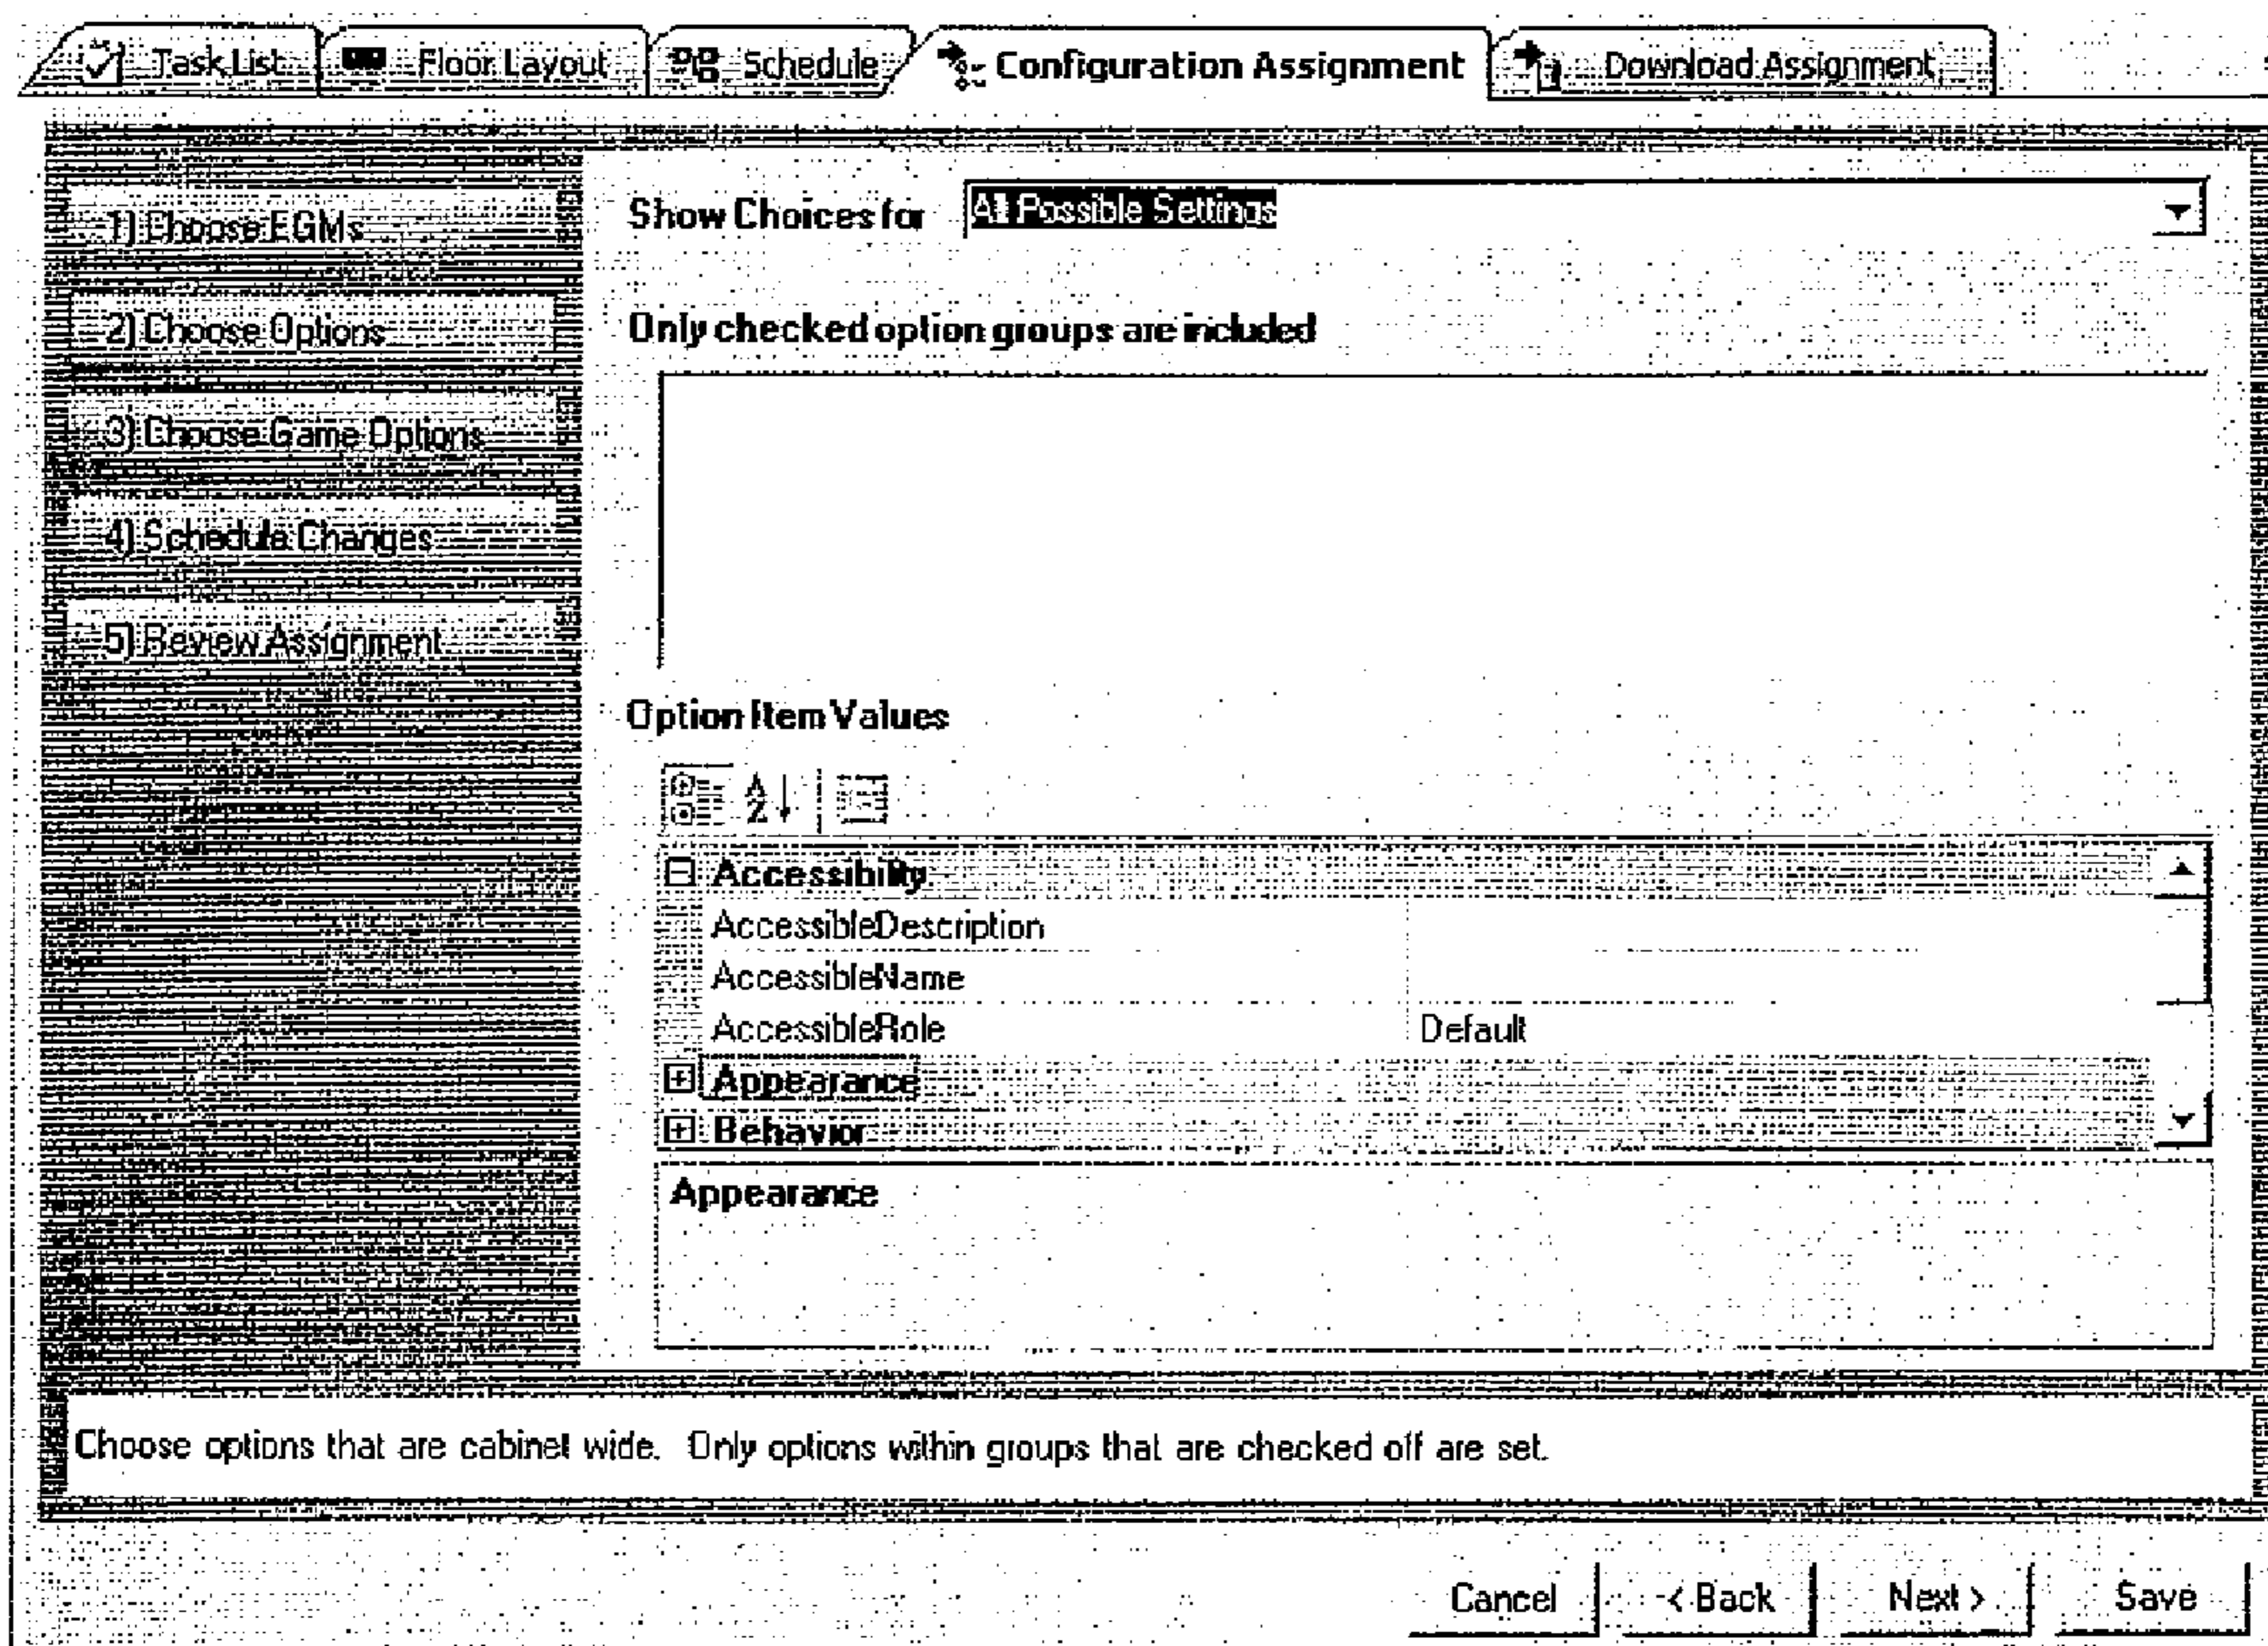 Task List Floor Layout Schedule Configuration Assignment Download Assignment
1) Choose EGMs
2) Choose Options
3) Choose Game Options
4) Schedule Changes
5) Review Assignment
Show Choices for All Possible Settings
Only checked option groups are included
Option Item Values
A
Z
Accessibility
AccessibleDescription
AccessibleName
AccessibleRole Default
Appearance
Behavior
Appearance
Choose options that are cabinet wide. Only options within groups that are checked off are set.
Cancel < Back Next > Save